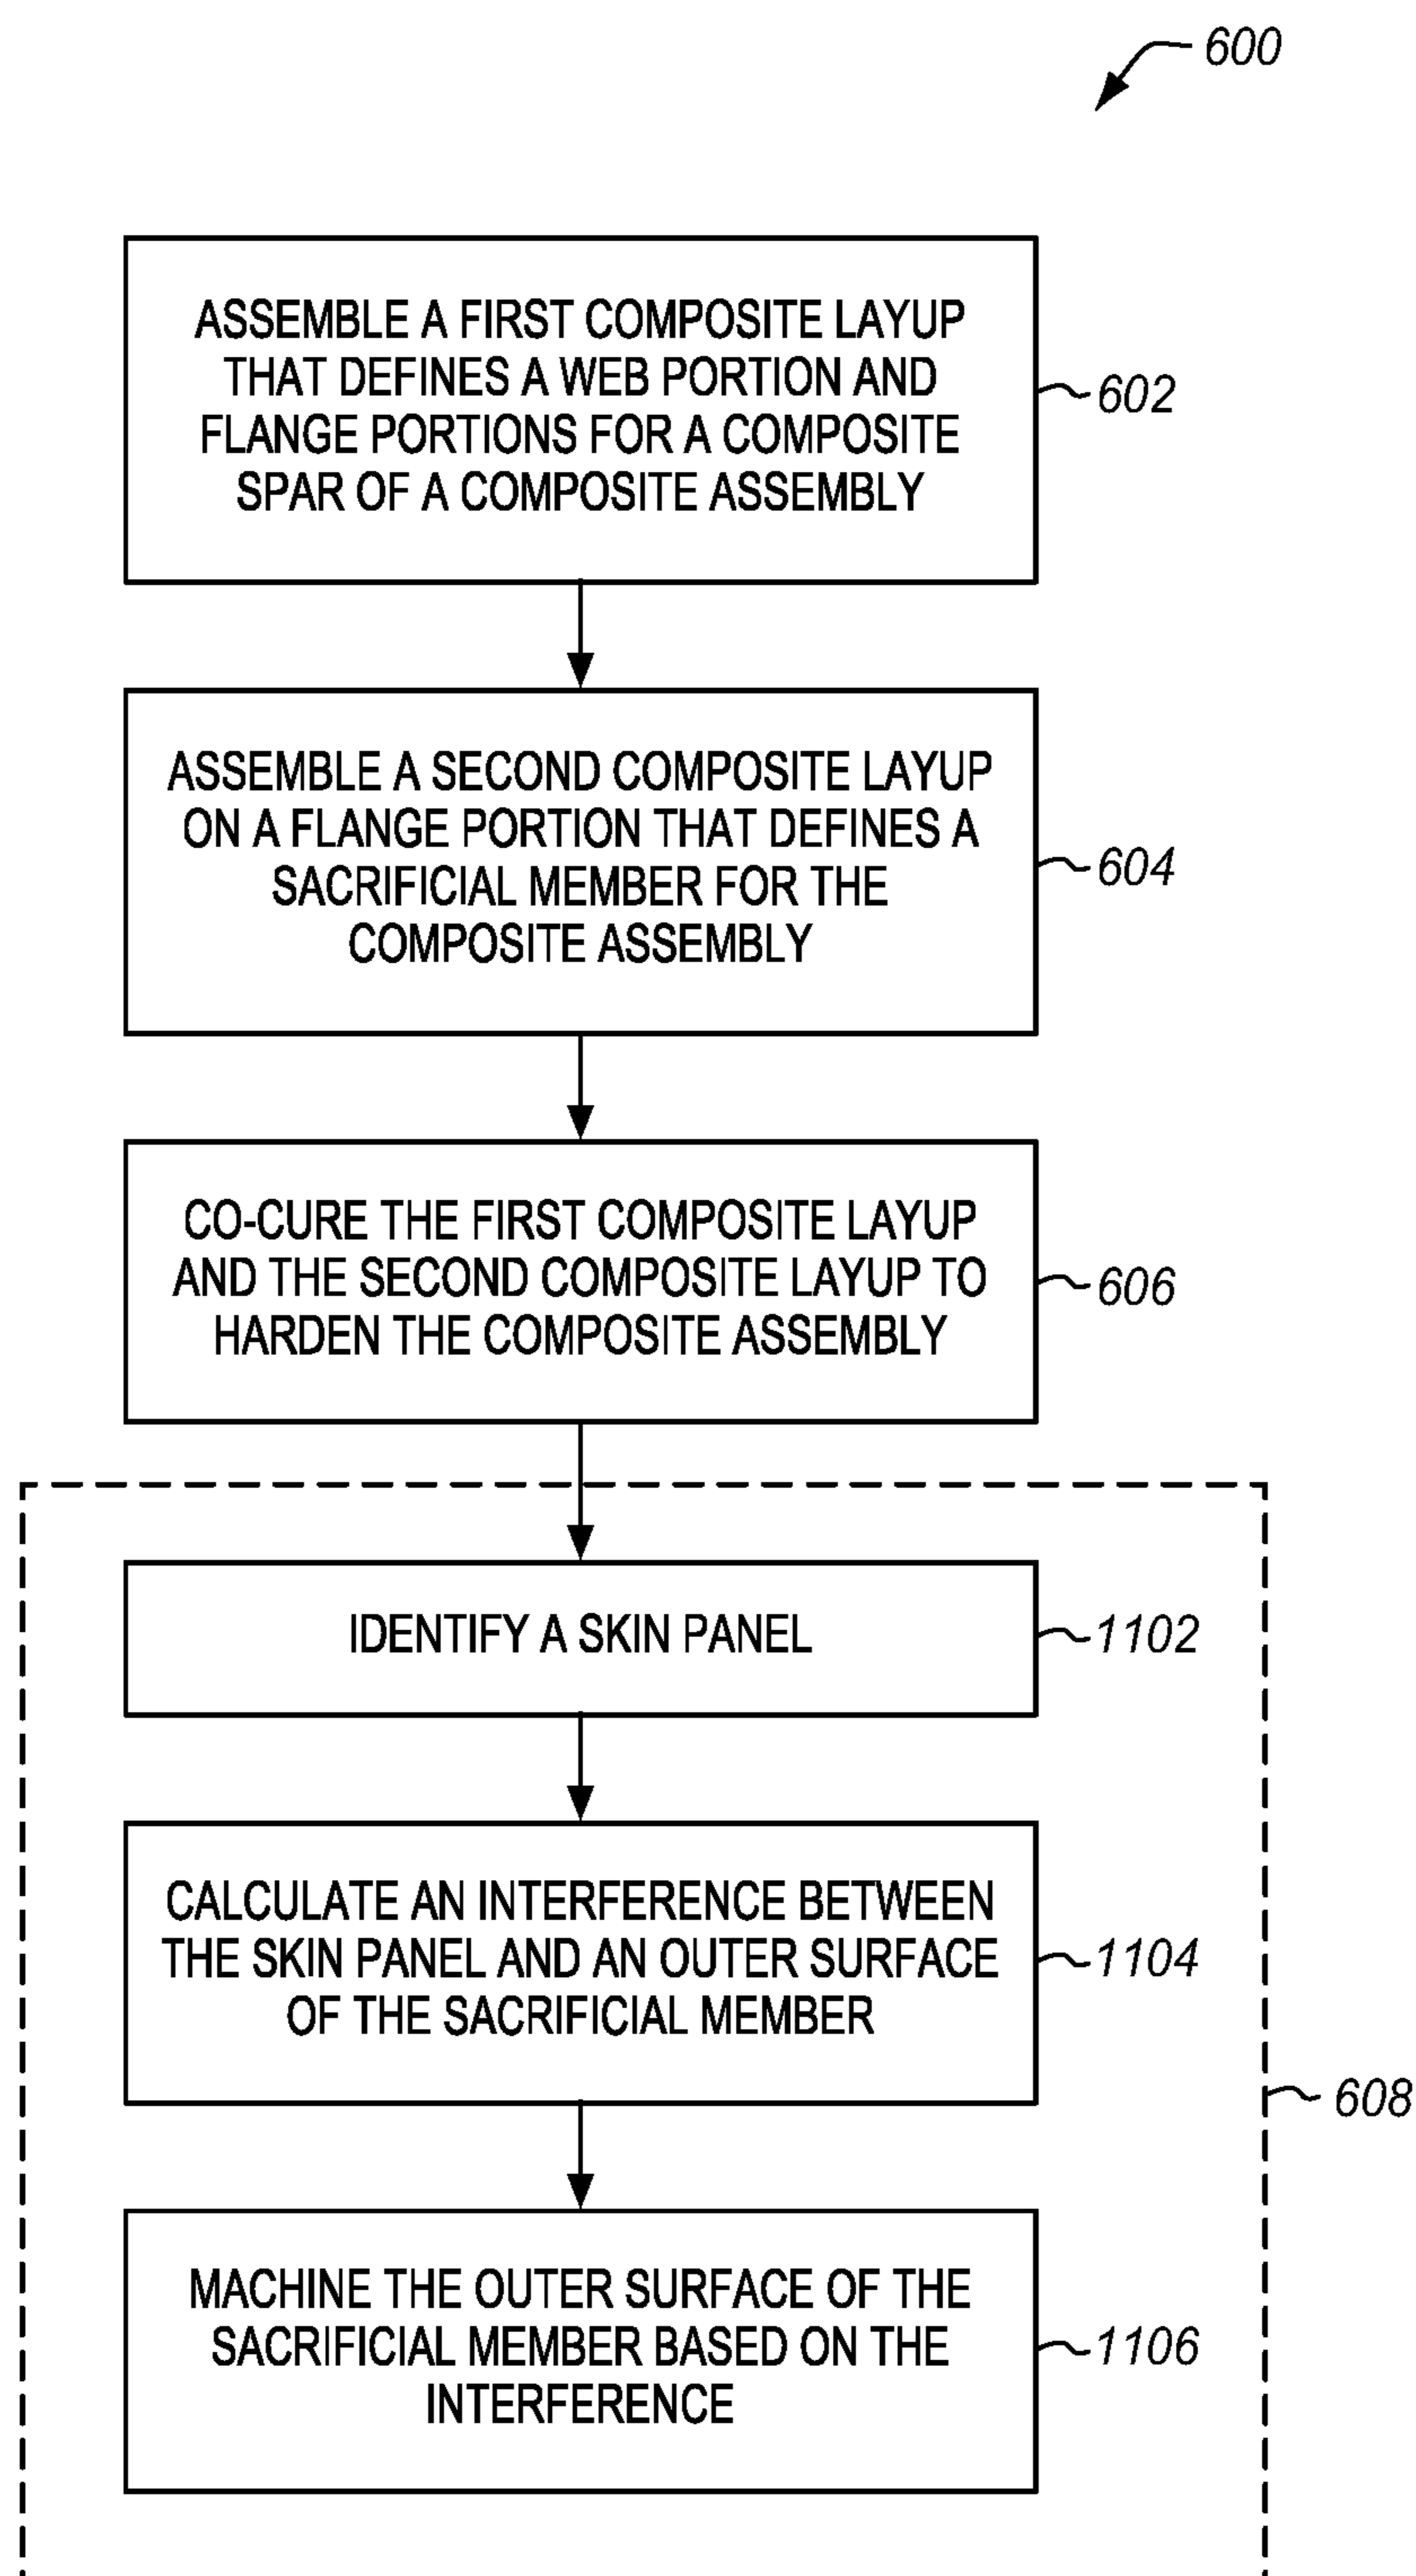 600
ASSEMBLE A FIRST COMPOSITE LAYUP
THAT DEFINES A WEB PORTION AND
FLANGE PORTIONS FOR A COMPOSITE
SPAR OF A COMPOSITE ASSEMBLY
602
ASSEMBLE A SECOND COMPOSITE LAYUP
ON A FLANGE PORTION THAT DEFINES A
SACRIFICIAL MEMBER FOR THE
COMPOSITE ASSEMBLY
604
CO-CURE THE FIRST COMPOSITE LAYUP
AND THE SECOND COMPOSITE LAYUP TO
HARDEN THE COMPOSITE ASSEMBLY
606
IDENTIFY A SKIN PANEL
1102
CALCULATE AN INTERFERENCE BETWEEN
THE SKIN PANEL AND AN OUTER SURFACE
OF THE SACRIFICIAL MEMBER
1104
608
MACHINE THE OUTER SURFACE OF THE
SACRIFICIAL MEMBER BASED ON THE
INTERFERENCE
1106